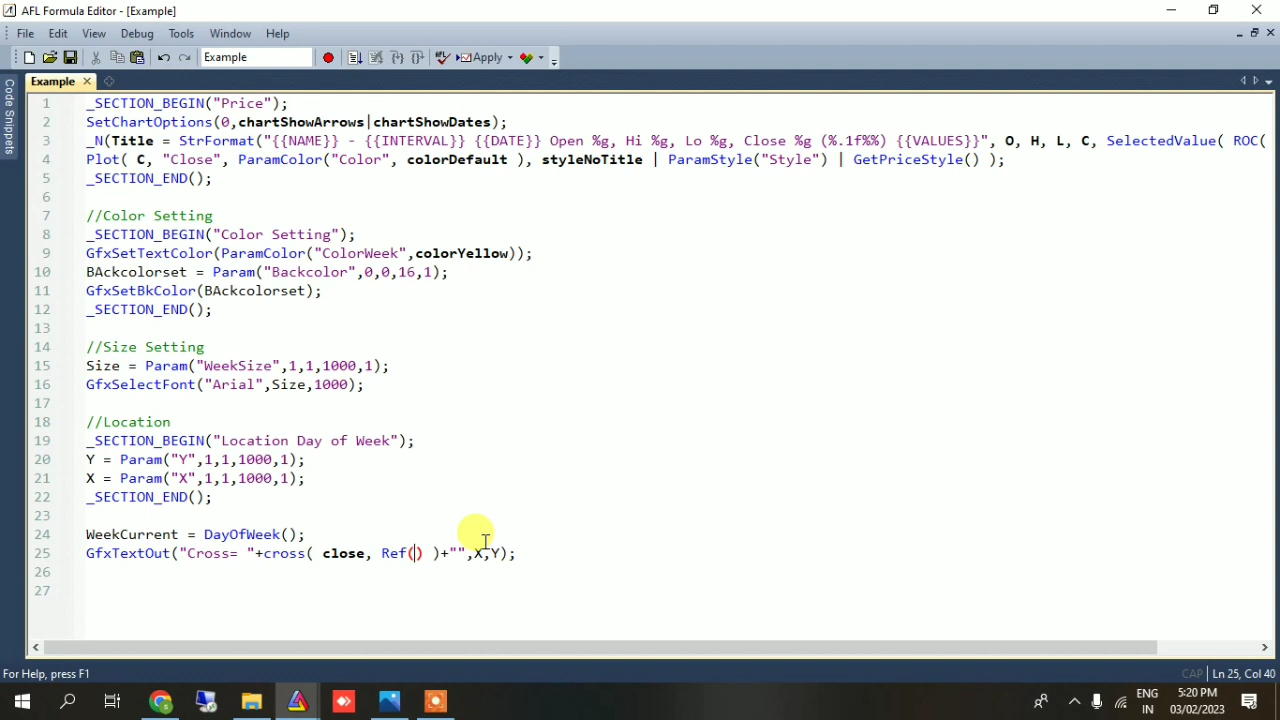 AFL Formula Editor - [Example]
File Edit View Debug Tools Window Help
Example Apply
Example
Code Snippets
1 _SECTION_BEGIN("Price");
2 SetChartOptions(0,chartShowArrows|chartShowDates);
3 _N(Title = StrFormat("{{NAME}} - {{INTERVAL}} {{DATE}} Open %g, Hi %g, Lo %g, Close %g (%.1f%%) {{VALUES}}", O, H, L, C, SelectedValue( ROC(
4 Plot( C, "Close", ParamColor("Color", colorDefault ), styleNoTitle | ParamStyle("Style") | GetPriceStyle() );
5 _SECTION_END();
6
7 //Color Setting
8 _SECTION_BEGIN("Color Setting");
9 GfxSetTextColor(ParamColor("ColorWeek",colorYellow));
10 BAckcolorset = Param("Backcolor",0,0,16,1);
11 GfxSetBkColor(BAckcolorset);
12 _SECTION_END();
13
14 //Size Setting
15 Size = Param("WeekSize",1,1,1000,1);
16 GfxSelectFont("Arial",Size,1000);
17
18 //Location
19 _SECTION_BEGIN("Location Day of Week");
20 Y = Param("Y",1,1,1000,1);
21 X = Param("X",1,1,1000,1);
22 _SECTION_END();
23
24 WeekCurrent = DayOfWeek();
25 GfxTextOut("Cross= "+cross( close, Ref() )+"",X,Y);
26
27
For Help, press F1
CAP Ln 25, Col 40
ENG 5:20 PM
IN 03/02/2023